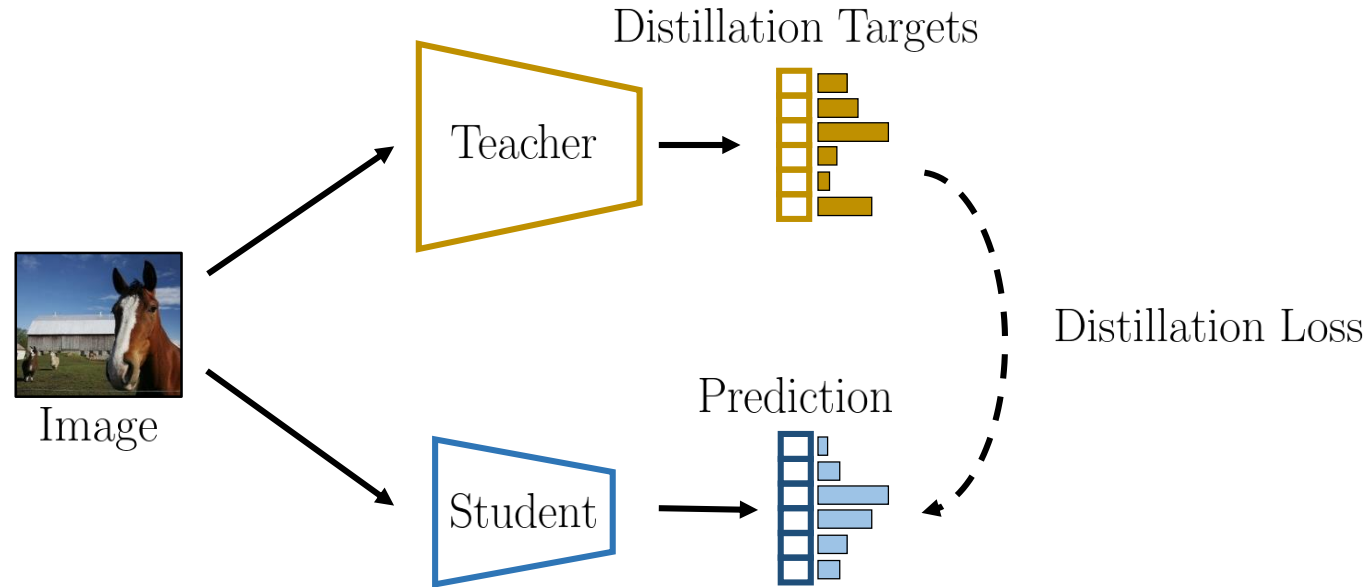 Distillation Targets
Teacher
Distillation Loss
Image
Prediction
Student